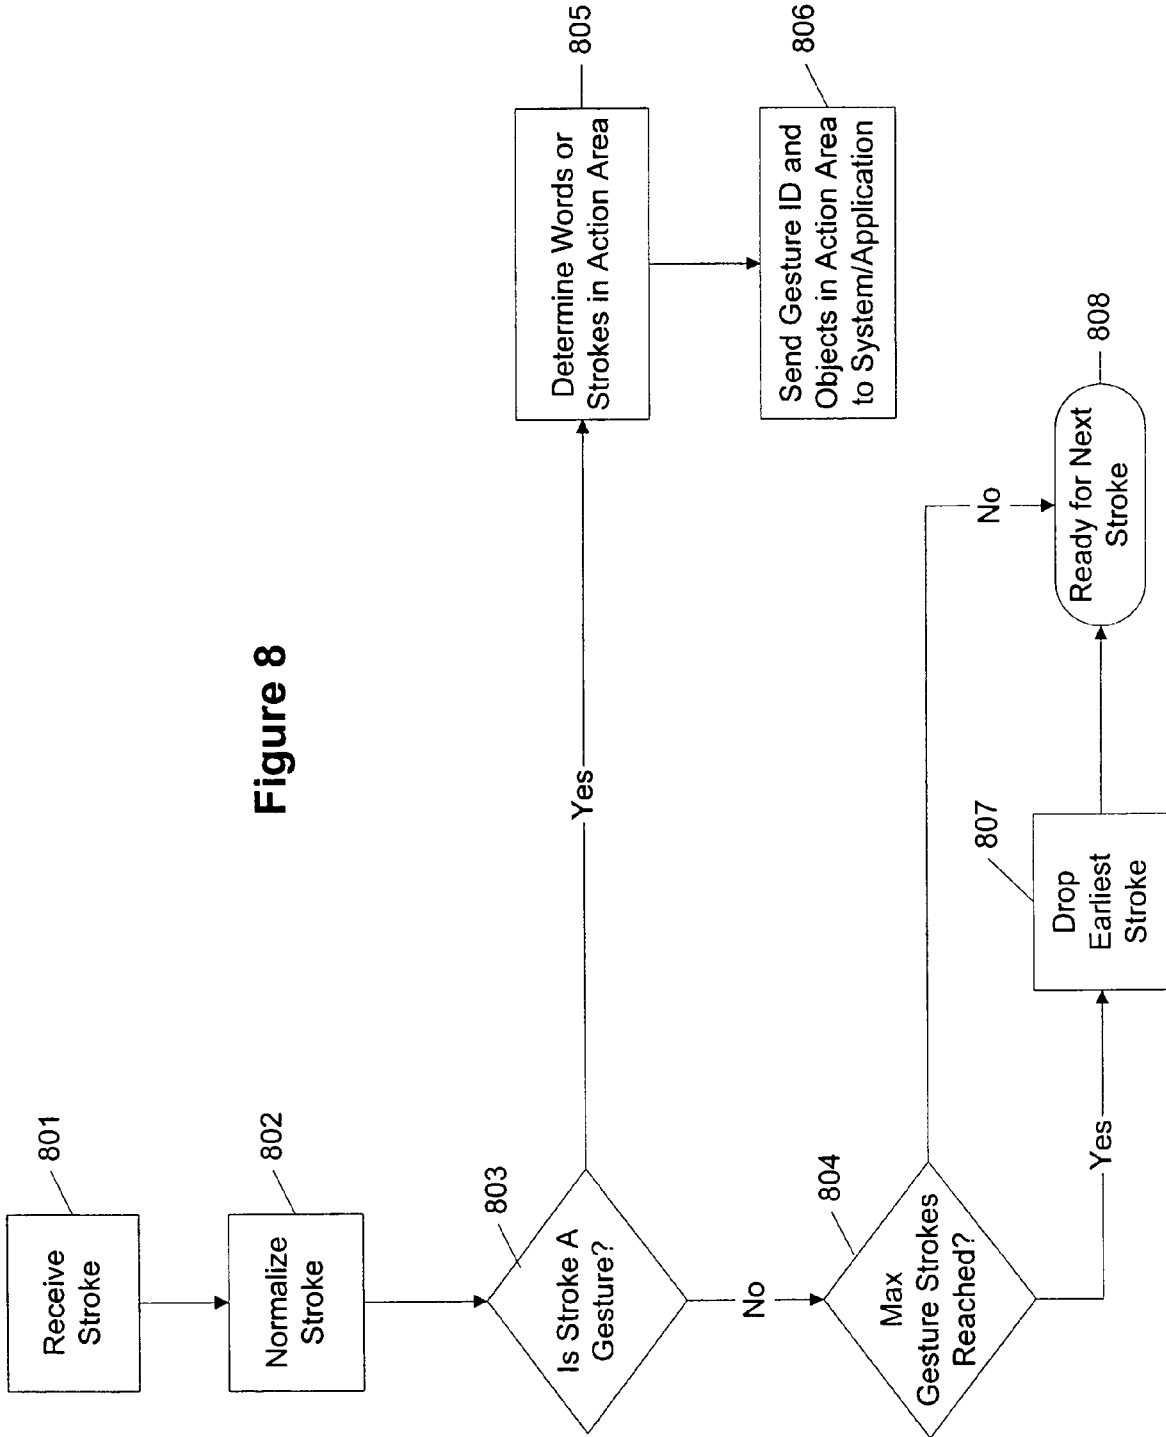 Figure 8
801
Receive
Stroke
802
Normalize
Stroke
803
Is Stroke A
Gesture?
Yes
805
Determine Words or
Strokes in Action Area
806
Send Gesture ID and
Objects in Action Area
to System/Application
No
804
Max
Gesture Strokes
Reached?
No
Yes
807
Drop
Earliest
Stroke
808
Ready for Next
Stroke